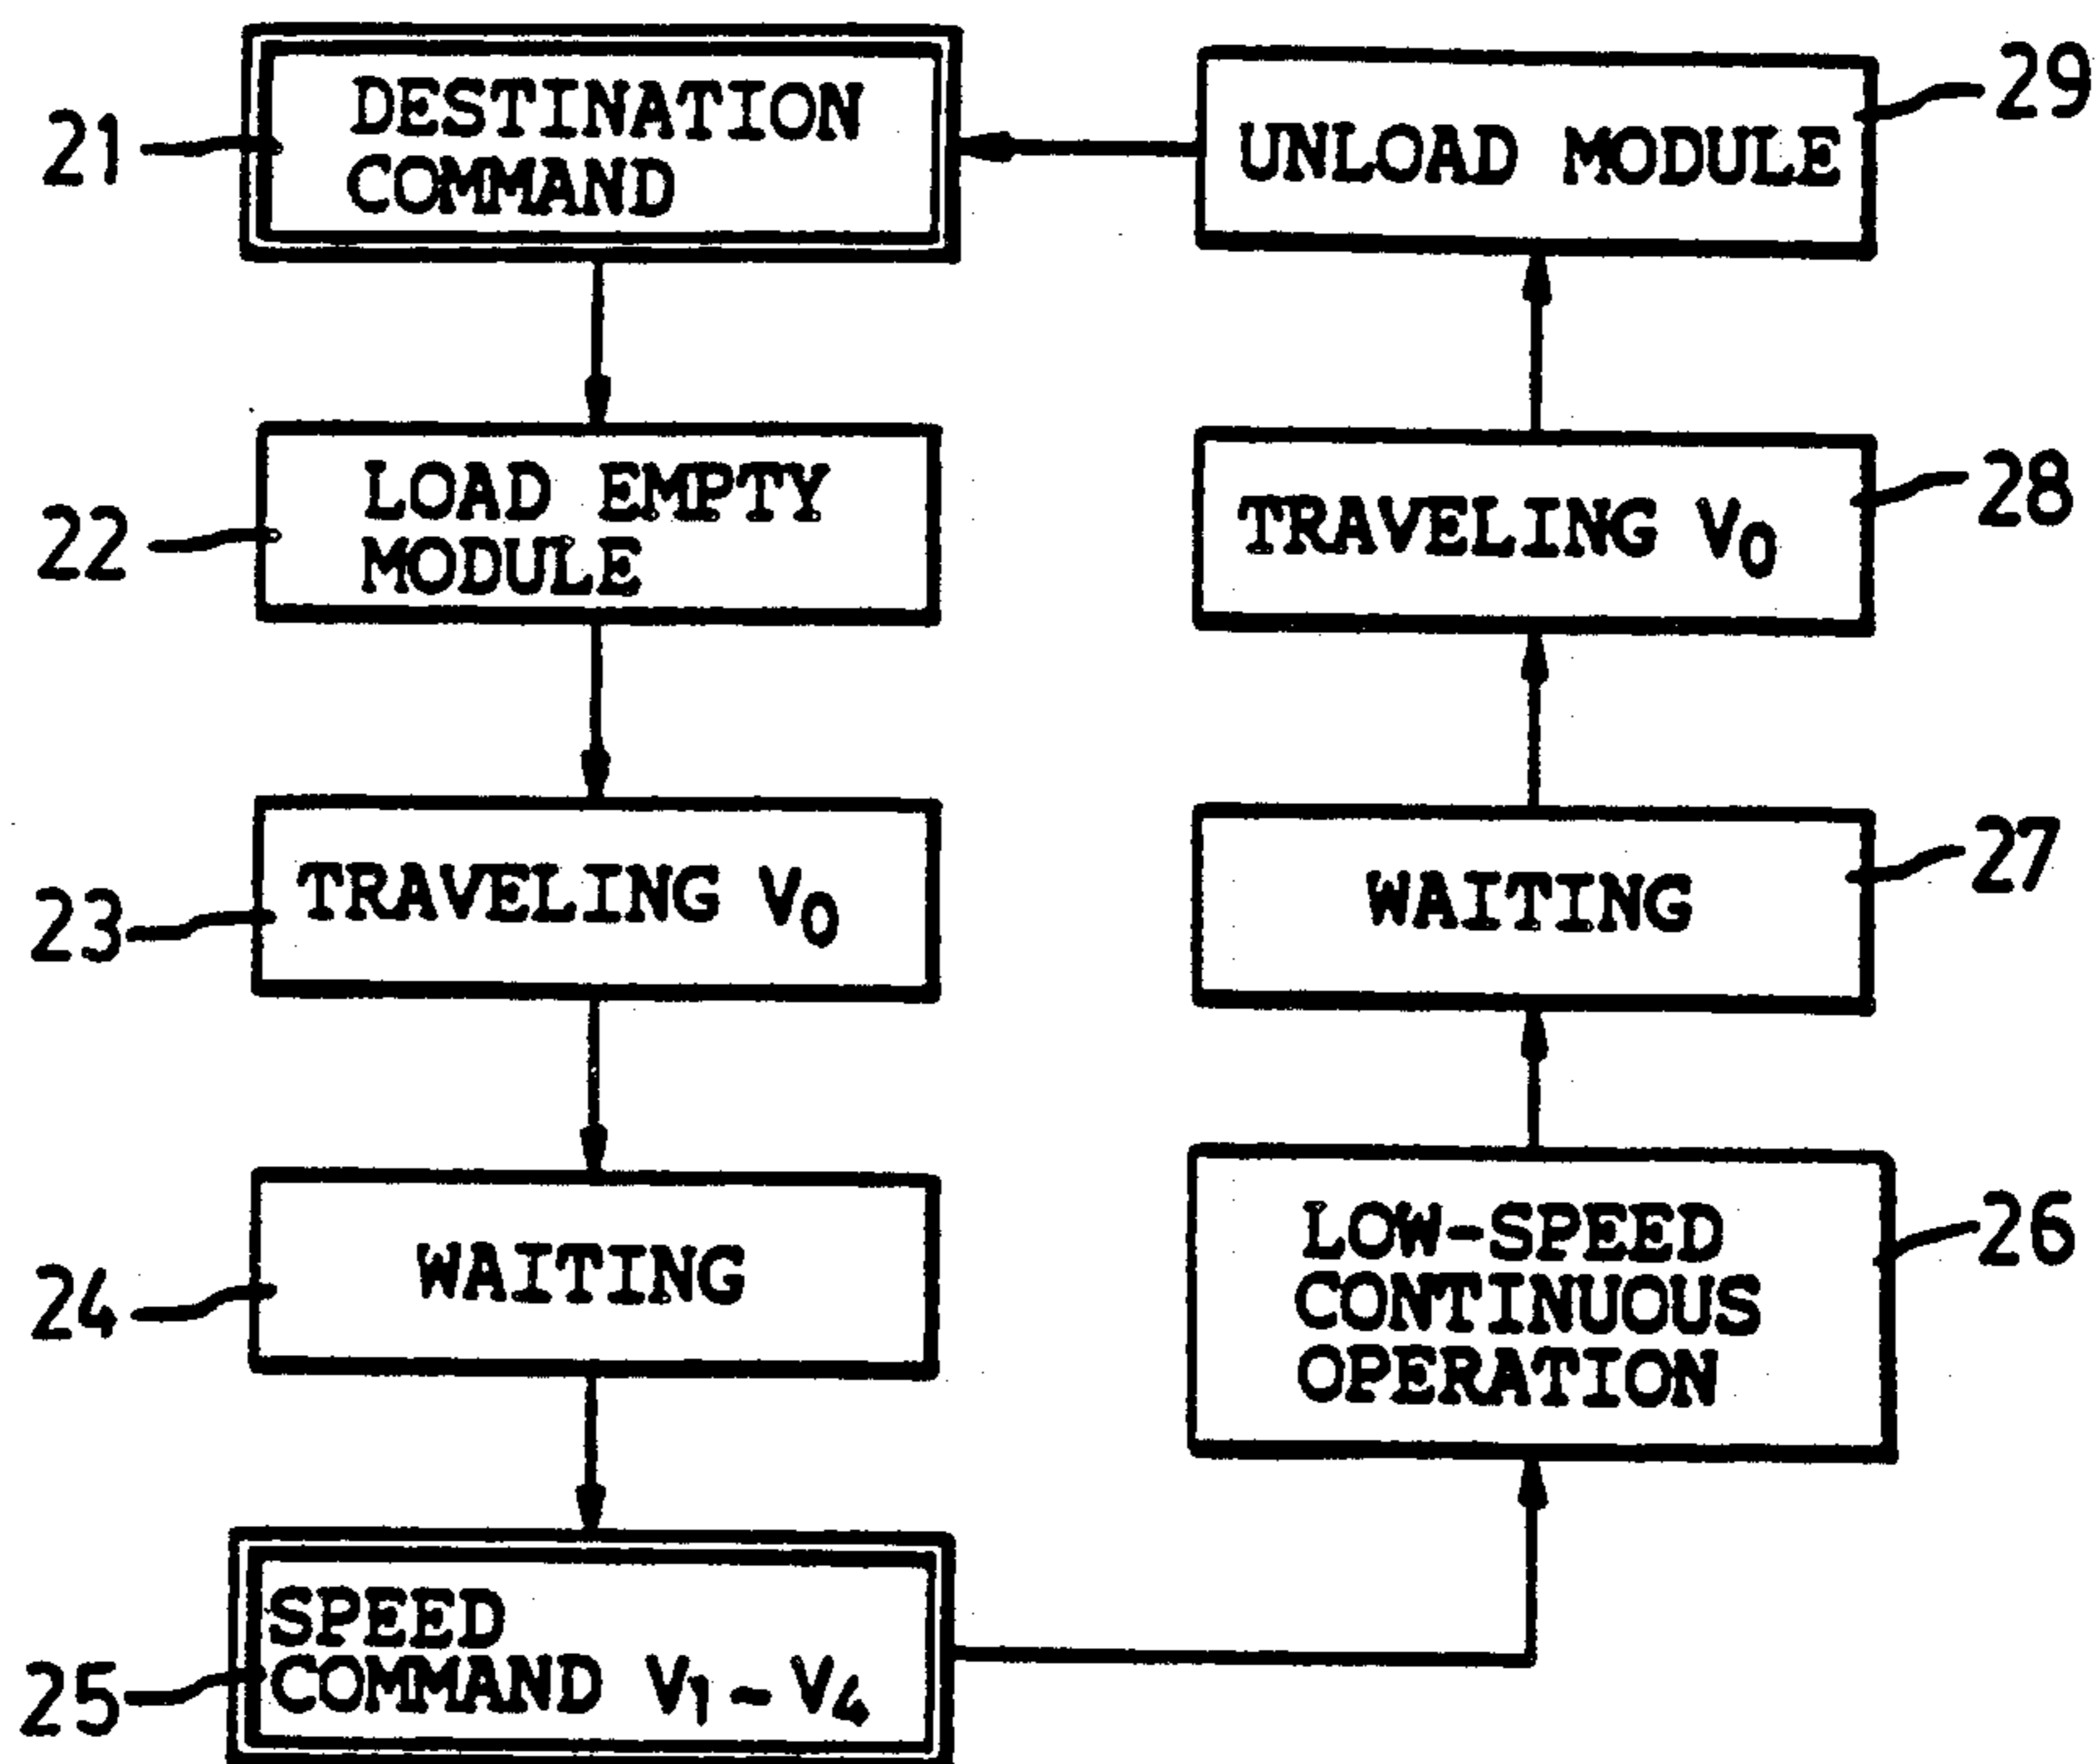 21
DESTINATION
COMMAND
22
LOAD EMPTY
MODULE
23
TRAVELING V₀
24
WAITING
25
SPEED
COMMAND V₁ ~ V₄
26
LOW-SPEED
CONTINUOUS
OPERATION
27
WAITING
28
TRAVELING V₀
29
UNLOAD MODULE